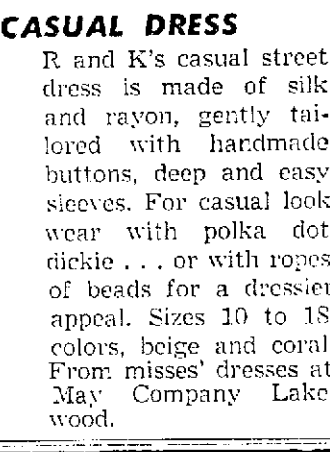 CASUAL DRESS
R and K's casual street
dress is made of silk
and rayon, gently tai-
lored with handmade
buttons, deep and easy
sleeves. For casual look
wear with polka dot
dickie . . . or with ropes
of beads for a dressier
appeal. Sizes 10 to 18
colors, beige and coral
From misses' dresses at
May Company Lake
wood.